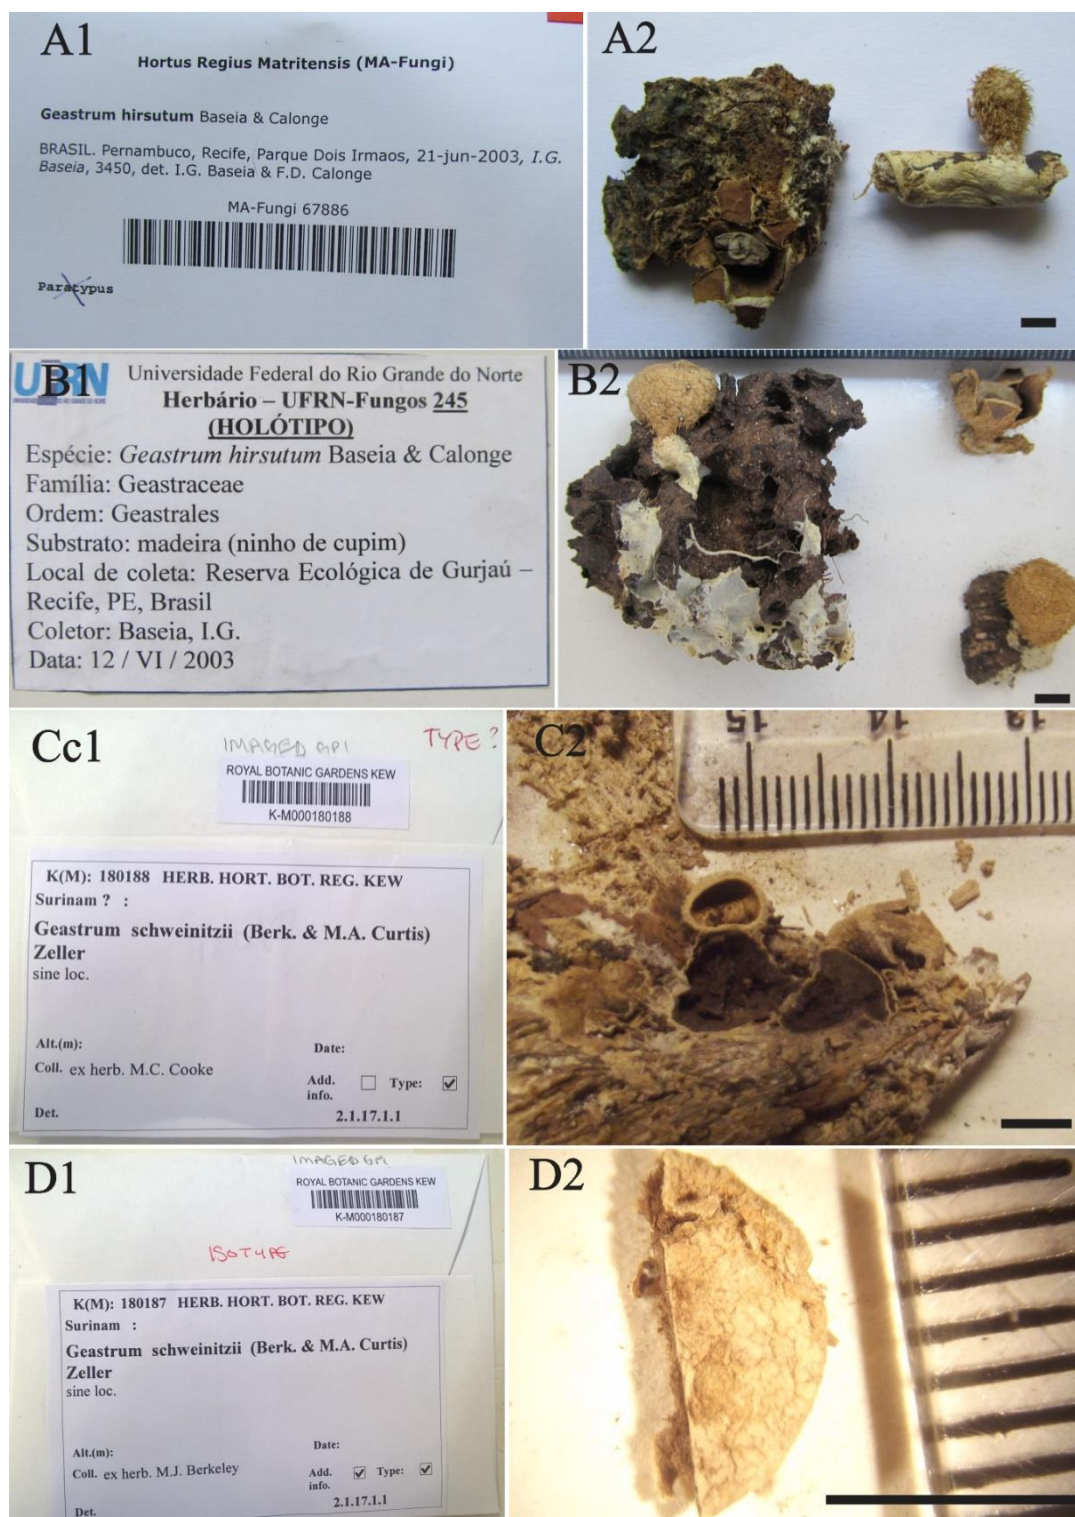 A1
Hortus Regius Matritensis (MA-Fungi)
Geastrum hirsutum Baseia & Calonge
BRASIL. Pernambuco, Recife, Parque Dois Irmaos, 21-jun-2003, I.G.
Baseia, 3450, det. I.G. Baseia & F.D. Calonge
MA-Fungi 67886
Paratypus
A2
B1
UFRN
Universidade Federal do Rio Grande do Norte
Herbário – UFRN-Fungos 245
(HOLÓTIPO)
Espécie: Geastrum hirsutum Baseia & Calonge
Família: Geastraceae
Ordem: Geastrales
Substrato: madeira (ninho de cupim)
Local de coleta: Reserva Ecológica de Gurjaú –
Recife, PE, Brasil
Coletor: Baseia, I.G.
Data: 12 / VI / 2003
B2
Cc1
IMAGED GPI
TYPE ?
ROYAL BOTANIC GARDENS KEW
K-M000180188
K(M): 180188 HERB. HORT. BOT. REG. KEW
Surinam ? :
Geastrum schweinitzii (Berk. & M.A. Curtis)
Zeller
sine loc.
Alt.(m):
Date:
Coll. ex herb. M.C. Cooke
Add. info.
Type:
Det.
2.1.17.1.1
C2
15 14 13
D1
IMAGED GPI
ROYAL BOTANIC GARDENS KEW
K-M000180187
ISOTYPE
K(M): 180187 HERB. HORT. BOT. REG. KEW
Surinam :
Geastrum schweinitzii (Berk. & M.A. Curtis)
Zeller
sine loc.
Alt.(m):
Date:
Coll. ex herb. M.J. Berkeley
Add. info.
Type:
Det.
2.1.17.1.1
D2